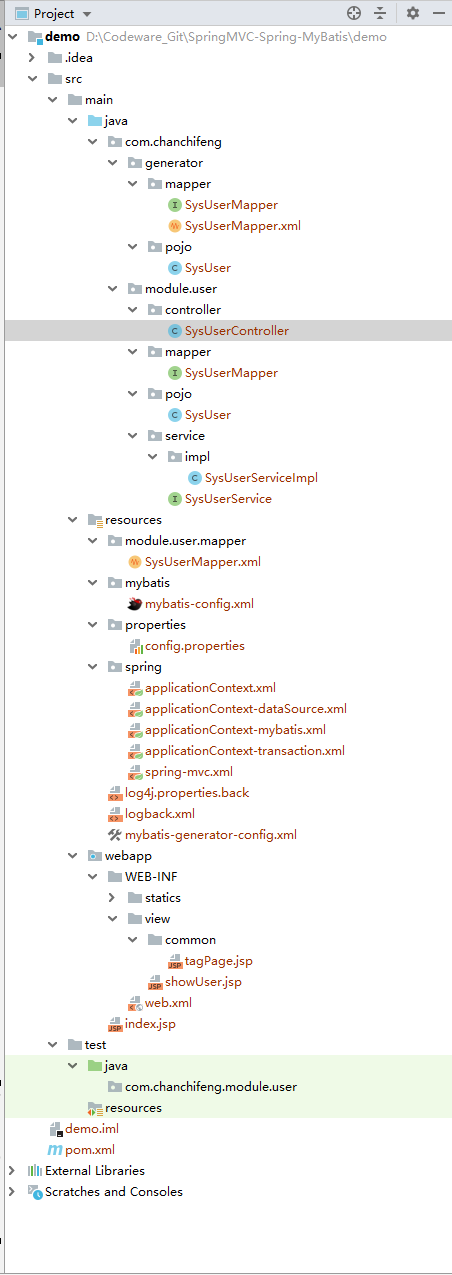 Project
demo D:\Codeware_Git\SpringMVC-Spring-MyBatis\demo
.idea
src
main
java
com.chanchifeng
generator
mapper
SysUserMapper
SysUserMapper.xml
pojo
SysUser
module.user
controller
SysUserController
mapper
SysUserMapper
pojo
SysUser
service
impl
SysUserServiceImpl
SysUserService
resources
module.user.mapper
SysUserMapper.xml
mybatis
mybatis-config.xml
properties
config.properties
spring
applicationContext.xml
applicationContext-dataSource.xml
applicationContext-mybatis.xml
applicationContext-transaction.xml
spring-mvc.xml
log4j.properties.back
logback.xml
mybatis-generator-config.xml
webapp
WEB-INF
statics
view
common
tagPage.jsp
showUser.jsp
web.xml
index.jsp
test
java
com.chanchifeng.module.user
resources
demo.iml
pom.xml
External Libraries
Scratches and Consoles